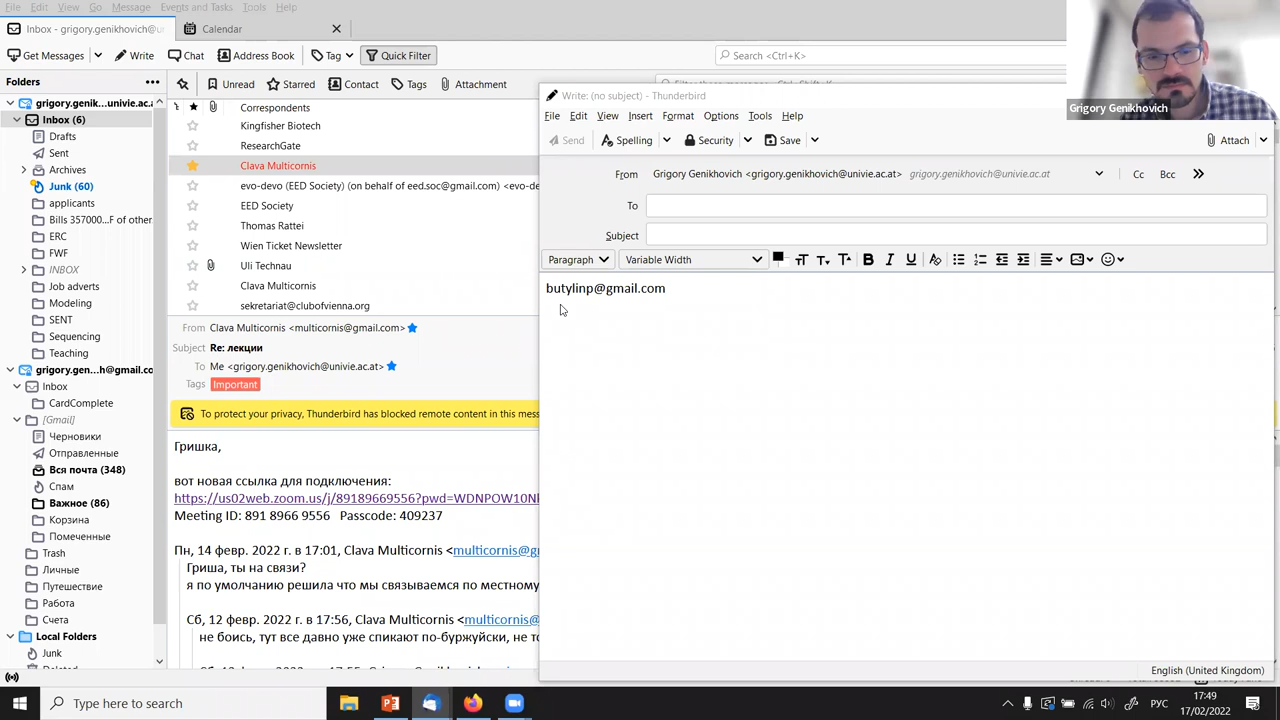 File Edit View Go Message Events and Tasks Tools Help
Inbox - grigory.genikhovich@u
Calendar
Get Messages Write Chat Address Book Tag Quick Filter
Search <Ctrl+K>
Folders
Unread Starred Contact Tags Attachment
grigory.genik...univie.ac.a
Inbox (6)
Drafts
Sent
Archives
Junk (60)
applicants
Bills 357000...F of other
ERC
FWF
INBOX
Job adverts
Modeling
SENT
Sequencing
Teaching
grigory.gen...h@gmail.co
Inbox
CardComplete
[Gmail]
Черновики
Отправленные
Вся почта (348)
Спам
Важное (86)
Корзина
Помеченные
Trash
Личные
Путешествие
Работа
Счета
Local Folders
Junk
Correspondents
Kingfisher Biotech
ResearchGate
Clava Multicornis
evo-devo (EED Society) (on behalf of eed.soc@gmail.com) <evo-de
EED Society
Thomas Rattei
Wien Ticket Newsletter
Uli Technau
Clava Multicornis
sekretariat@clubofvienna.org
From Clava Multicornis <multicornis@gmail.com>
Subject Re: лекции
To Me <grigory.genikhovich@univie.ac.at>
Tags Important
To protect your privacy, Thunderbird has blocked remote content in this mess
Гришка,
вот новая ссылка для подключения:
https://us02web.zoom.us/j/89189669556?pwd=WDNPOW10N
Meeting ID: 891 8966 9556 Passcode: 409237
Пн, 14 февр. 2022 г. в 17:01, Clava Multicornis <multicornis@g
Гриша, ты на связи?
я по умолчанию решила что мы связываемся по местному
Сб, 12 февр. 2022 г. в 17:56, Clava Multicornis <multicornis@
не боись, тут все давно уже спикают по-буржуйски, не т
Write: (no subject) - Thunderbird
File Edit View Insert Format Options Tools Help
Send Spelling Security Save Attach
From Grigory Genikhovich <grigory.genikhovich@univie.ac.at> grigory.genikhovich@univie.ac.at Cc Bcc
To
Subject
Paragraph Variable Width
butylinp@gmail.com
English (United Kingdom)
Grigory Genikhovich
Type here to search
РУС
17:49
17/02/2022